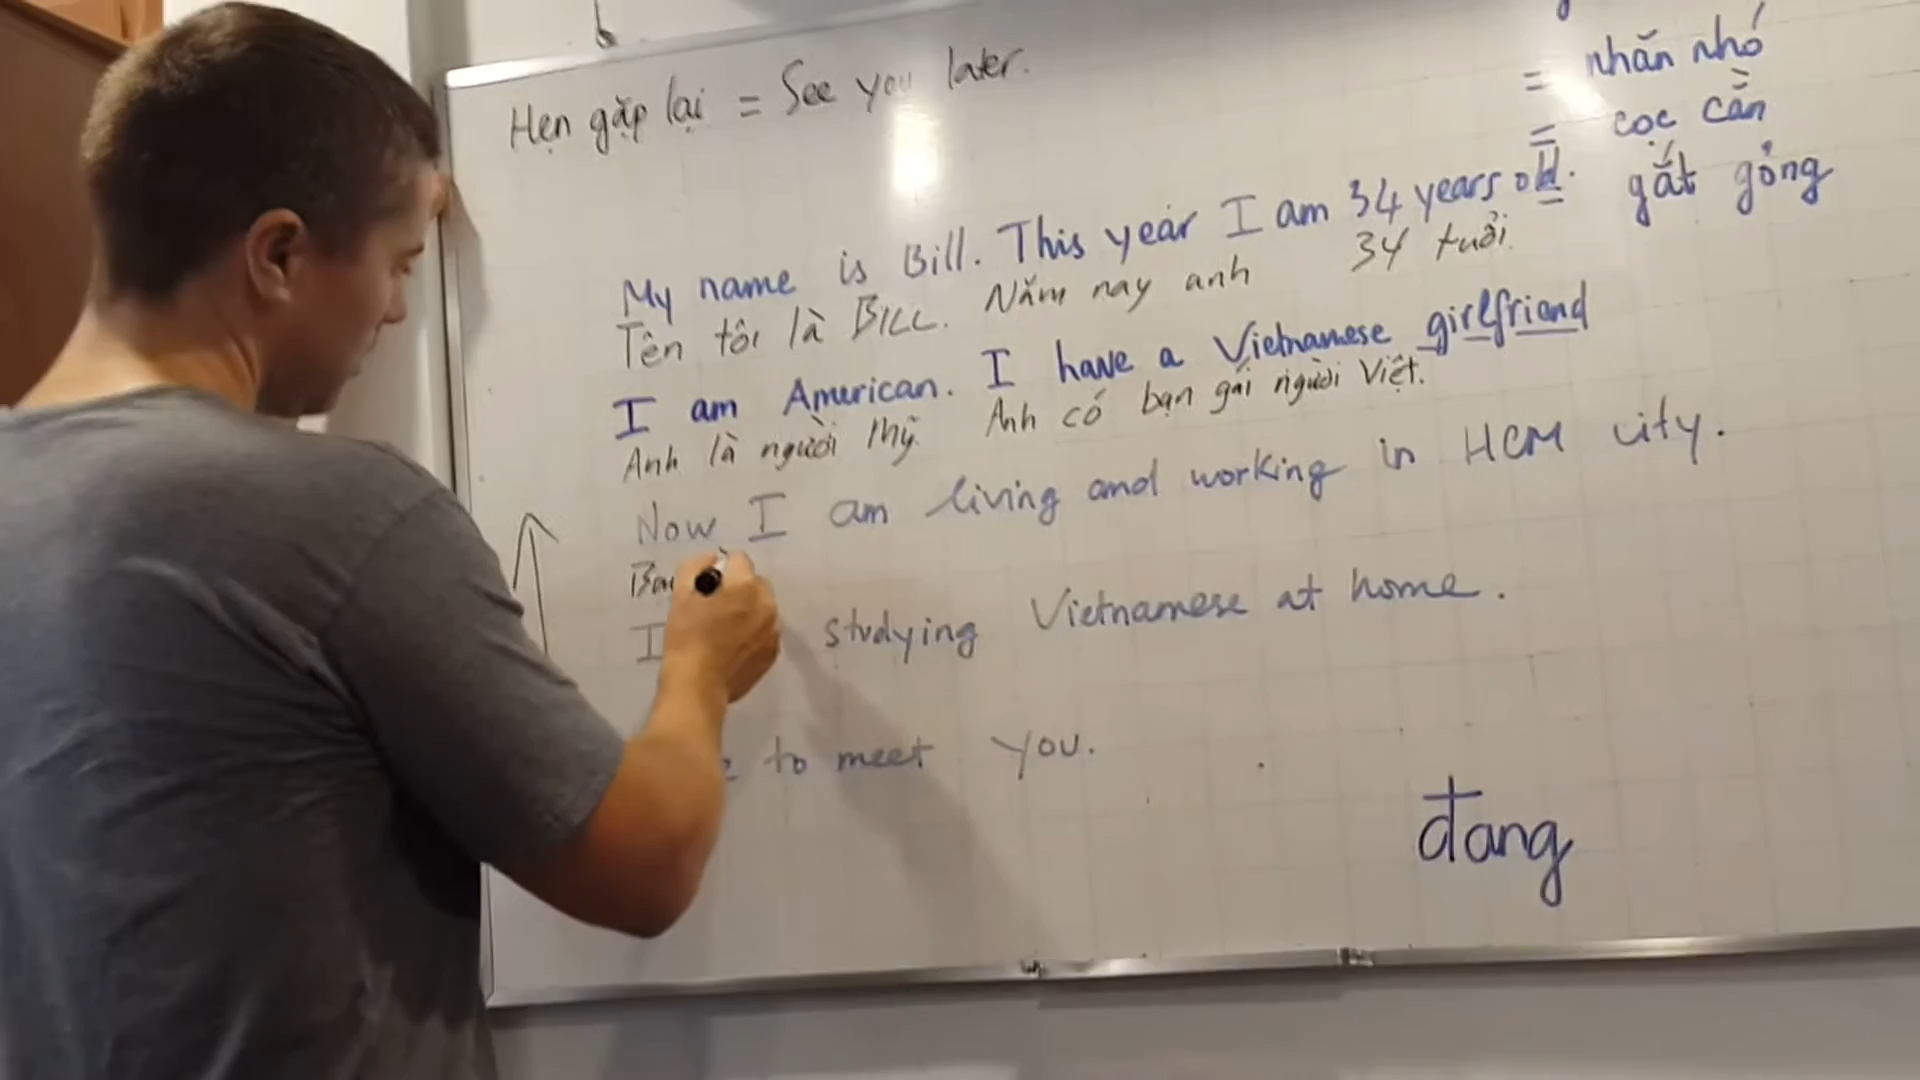 Hẹn gặp lại = See you later.
= nhăn nhó
= cọc cằn
gắt gỏng
My name is Bill. This year I am 34 years old.
Tên tôi là BILL. Năm nay anh 34 tuổi.
I am American. I have a Vietnamese girlfriend
Anh là người Mỹ. Anh có bạn gái người Việt.
Now I am living and working in HCM city.
I studying Vietnamese at home.
to meet you.
đang